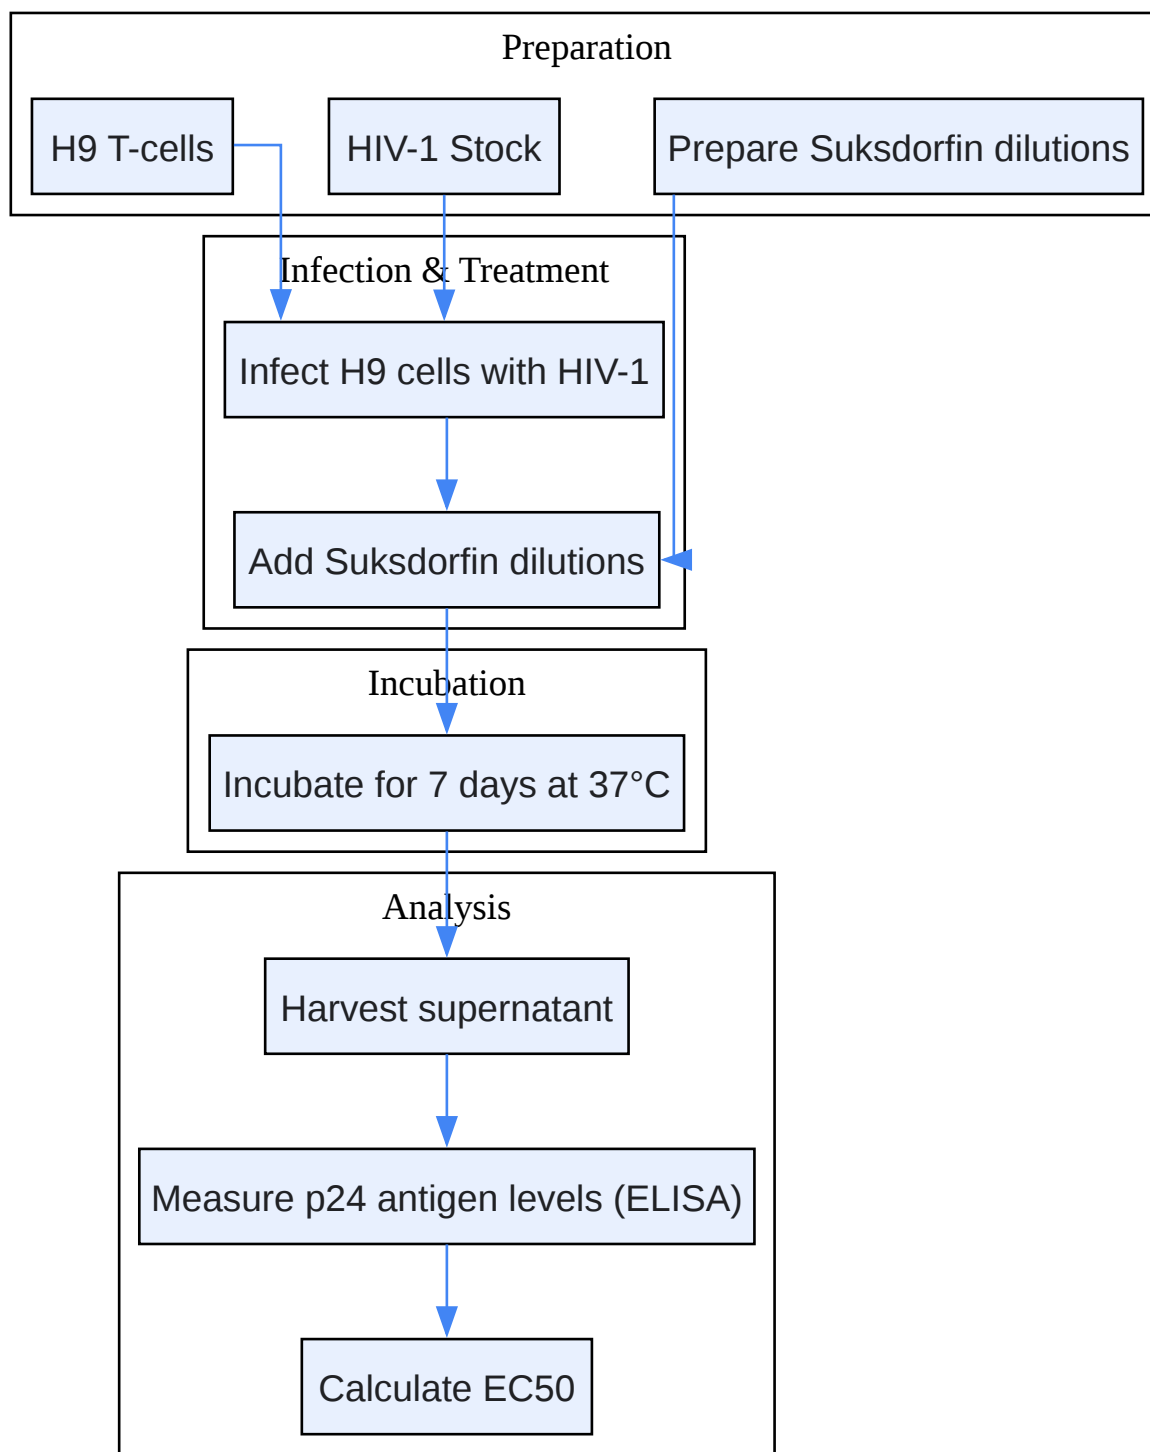 Preparation
H9 T-cells
HIV-1 Stock
Prepare Suksdorfin dilutions
Infection & Treatment
Infect H9 cells with HIV-1
Add Suksdorfin dilutions
Incubation
Incubate for 7 days at 37°C
Analysis
Harvest supernatant
Measure p24 antigen levels (ELISA)
Calculate EC50